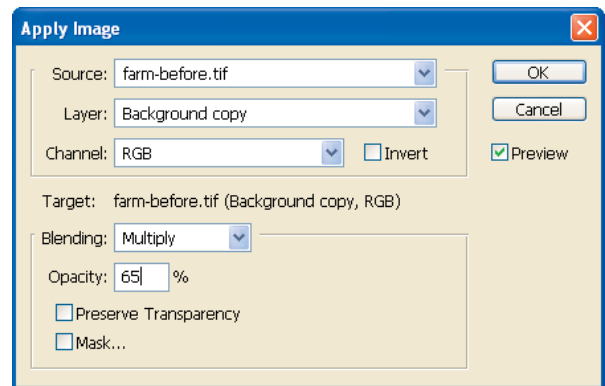 Apply Image
Source: farm-before.tif OK
Layer: Background copy Cancel
Channel: RGB Invert Preview
Target: farm-before.tif (Background copy, RGB)
Blending: Multiply
Opacity: 65 %
Preserve Transparency
Mask...